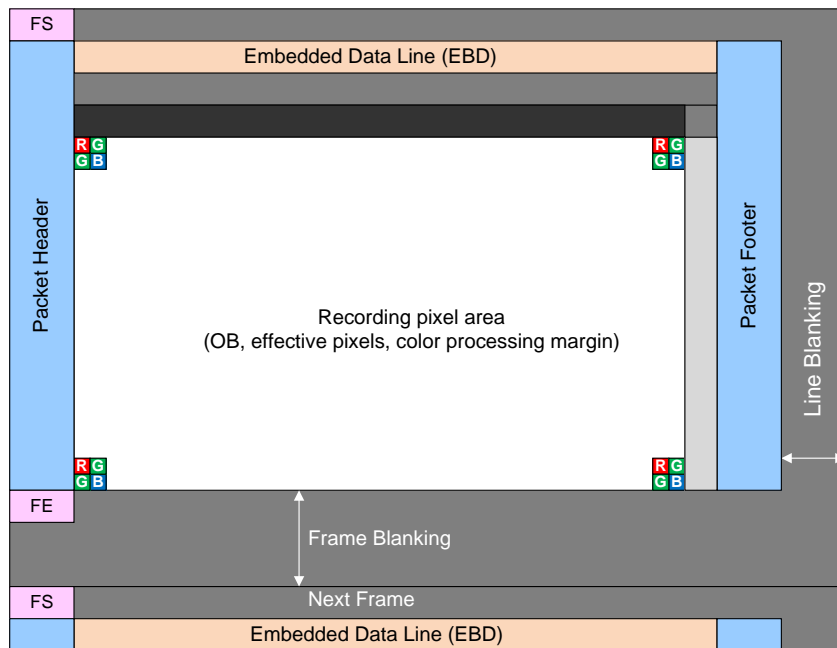 FS
Embedded Data Line (EBD)
R G R G
G B G B
Packet Header
Recording pixel area
(OB, effective pixels, color processing margin)
Packet Footer
Line Blanking
R G R G
G B G B
FE
Frame Blanking
FS
Next Frame
Embedded Data Line (EBD)